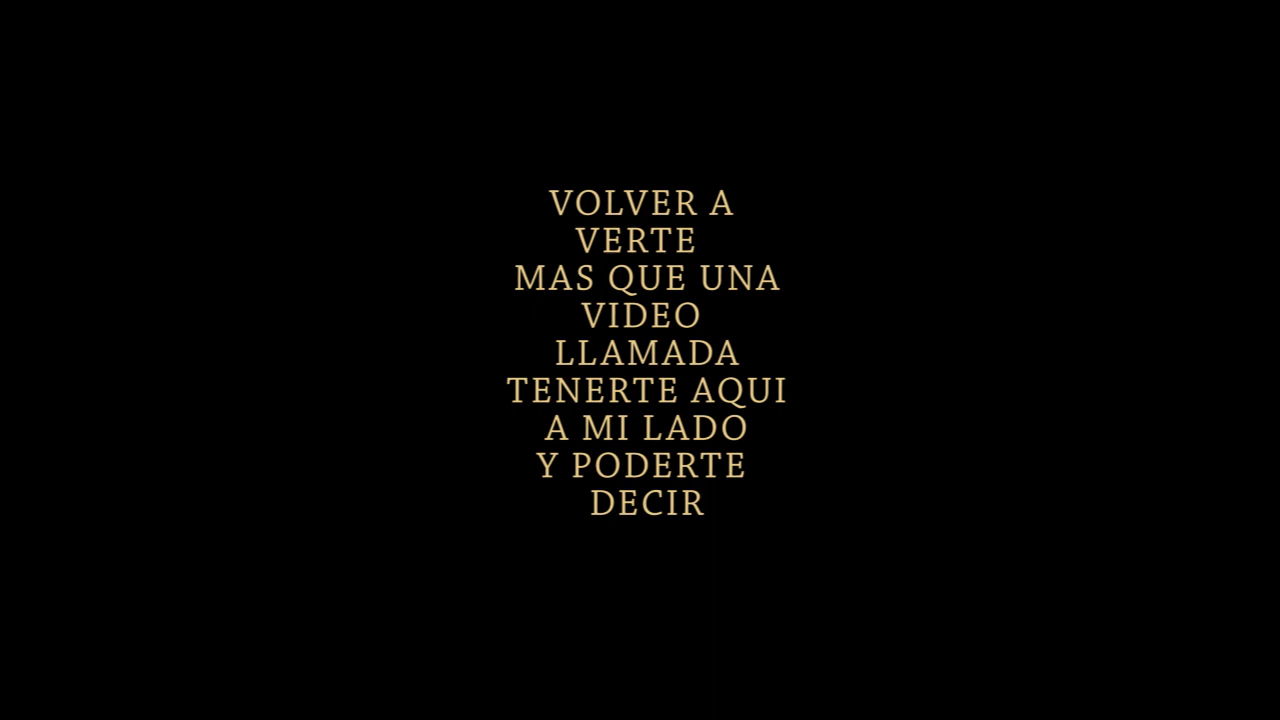 VOLVER A
VERTE
MAS QUE UNA
VIDEO
LLAMADA
TENERTE AQUI
A MI LADO
Y PODERTE
DECIR